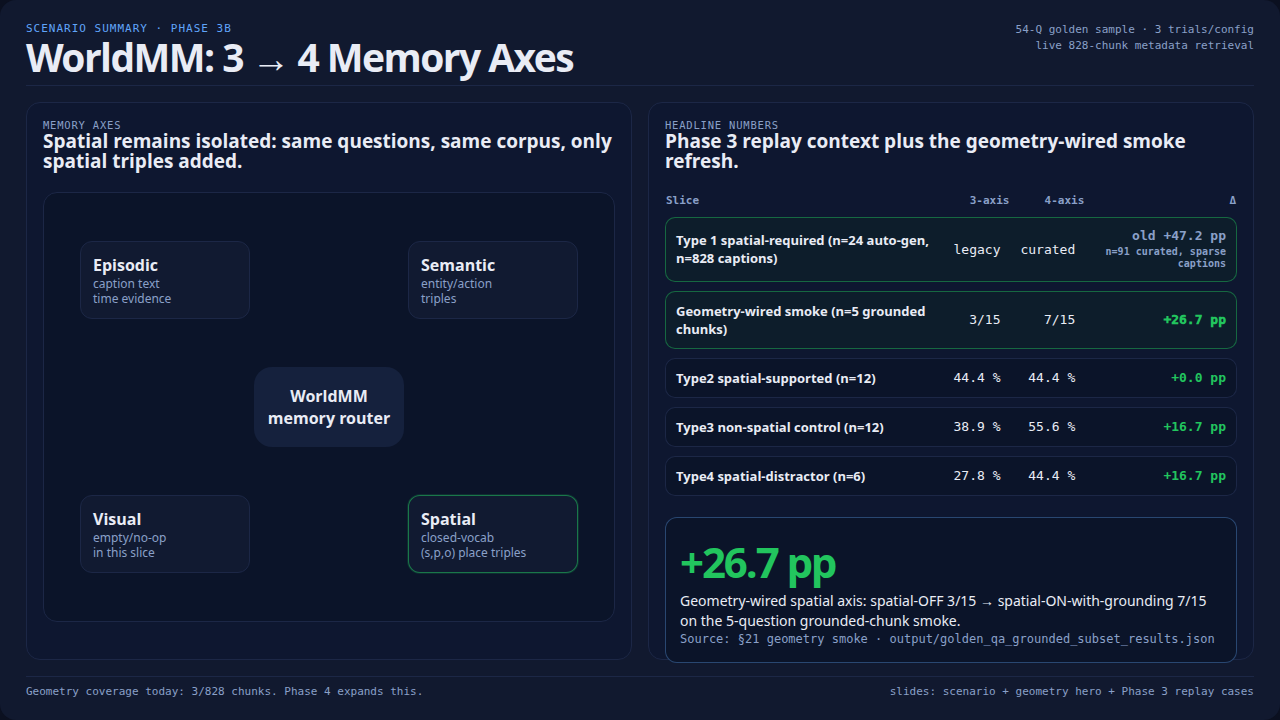 SCENARIO SUMMARY · PHASE 3B
WorldMM: 3 → 4 Memory Axes
54-Q golden sample · 3 trials/config
live 828-chunk metadata retrieval
MEMORY AXES
Spatial remains isolated: same questions, same corpus, only
spatial triples added.
Episodic
caption text
time evidence
Semantic
entity/action
triples
WorldMM
memory router
Visual
empty/no-op
in this slice
Spatial
closed-vocab
(s,p,o) place triples
HEADLINE NUMBERS
Phase 3 replay context plus the geometry-wired smoke
refresh.
Slice 3-axis 4-axis Δ
Type 1 spatial-required (n=24 auto-gen,
n=828 captions)
legacy curated
old +47.2 pp
n=91 curated, sparse
captions
Geometry-wired smoke (n=5 grounded
chunks)
3/15 7/15 +26.7 pp
Type2 spatial-supported (n=12) 44.4 % 44.4 % +0.0 pp
Type3 non-spatial control (n=12) 38.9 % 55.6 % +16.7 pp
Type4 spatial-distractor (n=6) 27.8 % 44.4 % +16.7 pp
+26.7 pp
Geometry-wired spatial axis: spatial-OFF 3/15 → spatial-ON-with-grounding 7/15
on the 5-question grounded-chunk smoke.
Source: §21 geometry smoke · output/golden_qa_grounded_subset_results.json
Geometry coverage today: 3/828 chunks. Phase 4 expands this.
slides: scenario + geometry hero + Phase 3 replay cases